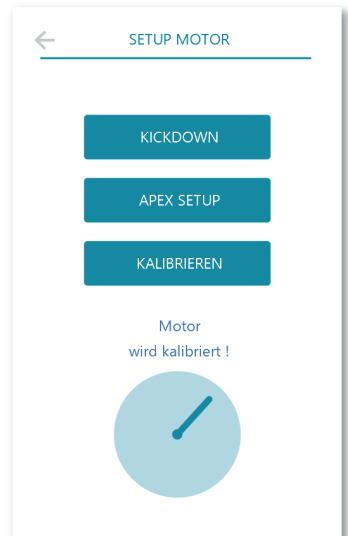 SETUP MOTOR
KICKDOWN
APEX SETUP
KALIBRIEREN
Motor
wird kalibriert !